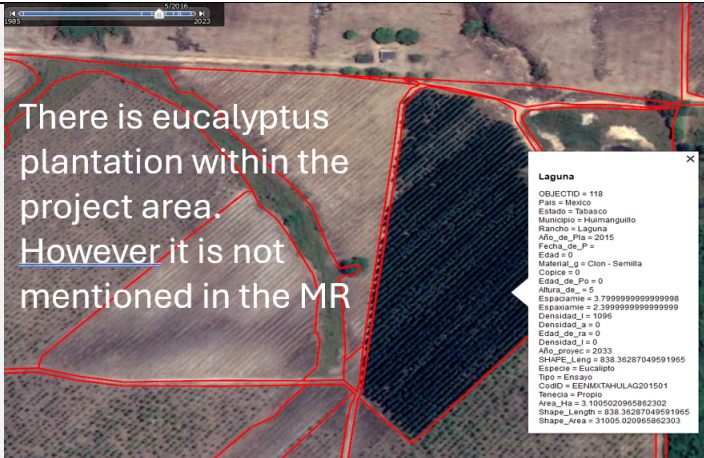 5/2016
1985
2023
There is eucalyptus
plantation within the
project area.
However it is not
mentioned in the MR
Laguna
OBJECTID = 118
Pais = Mexico
Estado = Tabasco
Municipio = Huimanguillo
Rancho = Laguna
Año_de_Pla = 2015
Fecha_de_P =
Edad = 0
Material_g = Clon - Semilla
Copice = 0
Edad_de_Po = 0
Altura_de_ = 5
Espaciamie = 3.7999999999999998
Espaxiamie = 2.3999999999999999
Densidad_I = 1096
Densidad_a = 0
Edad_de_ra = 0
Densidad_I = 0
Año_proyec = 2033
SHAPE_Leng = 838.36287049591965
Especie = Eucalipto
Tipo = Ensayo
CodID = EENMXTAHULAG201501
Tenecia = Propio
Area_Ha = 3.1005020965862302
Shape_Length = 838.36287049591965
Shape_Area = 31005.020965862303